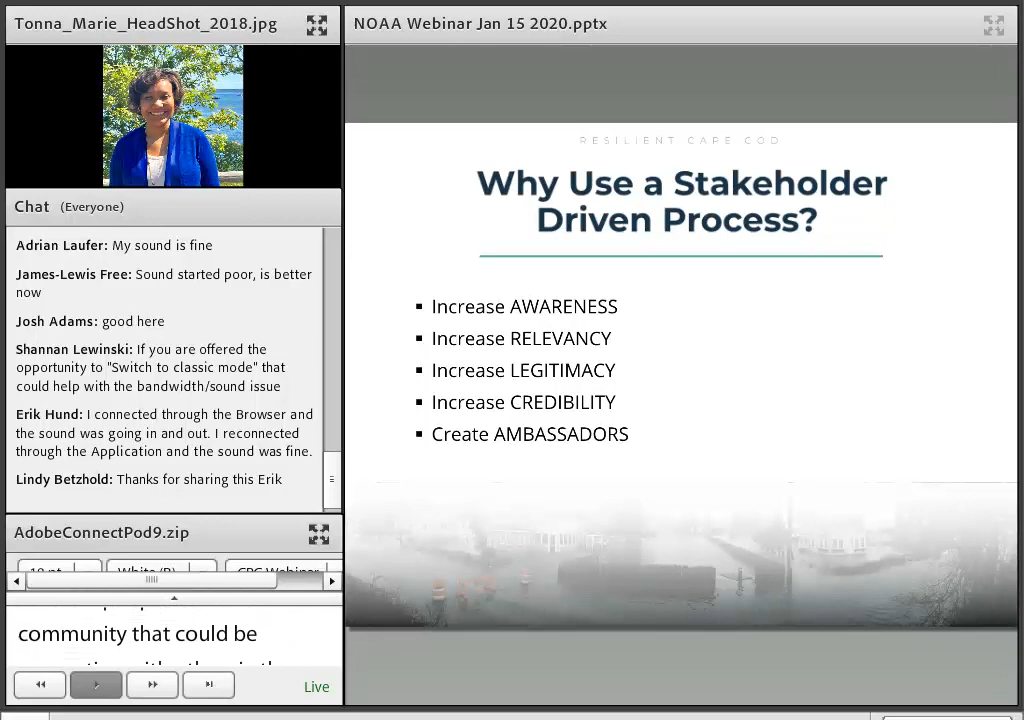 Tonna_Marie_HeadShot_2018.jpg
Chat (Everyone)
Adrian Laufer: My sound is fine
James-Lewis Free: Sound started poor, is better
now
Josh Adams: good here
Shannan Lewinski: If you are offered the
opportunity to "Switch to classic mode" that
could help with the bandwidth/sound issue
Erik Hund: I connected through the Browser and
the sound was going in and out. I reconnected
through the Application and the sound was fine.
Lindy Betzhold: Thanks for sharing this Erik
AdobeConnectPod9.zip
community that could be
Live
NOAA Webinar Jan 15 2020.pptx
RESILIENT CAPE COD
Why Use a Stakeholder
Driven Process?
▪ Increase AWARENESS
▪ Increase RELEVANCY
▪ Increase LEGITIMACY
▪ Increase CREDIBILITY
▪ Create AMBASSADORS